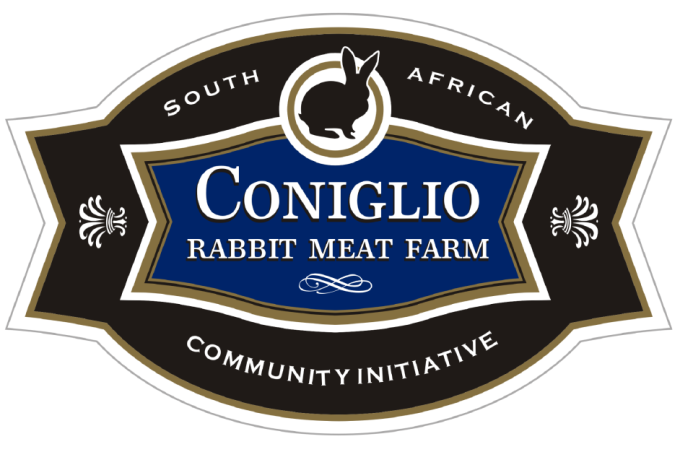 SOUTH AFRICAN
CONIGLIO
RABBIT MEAT FARM
COMMUNITY INITIATIVE